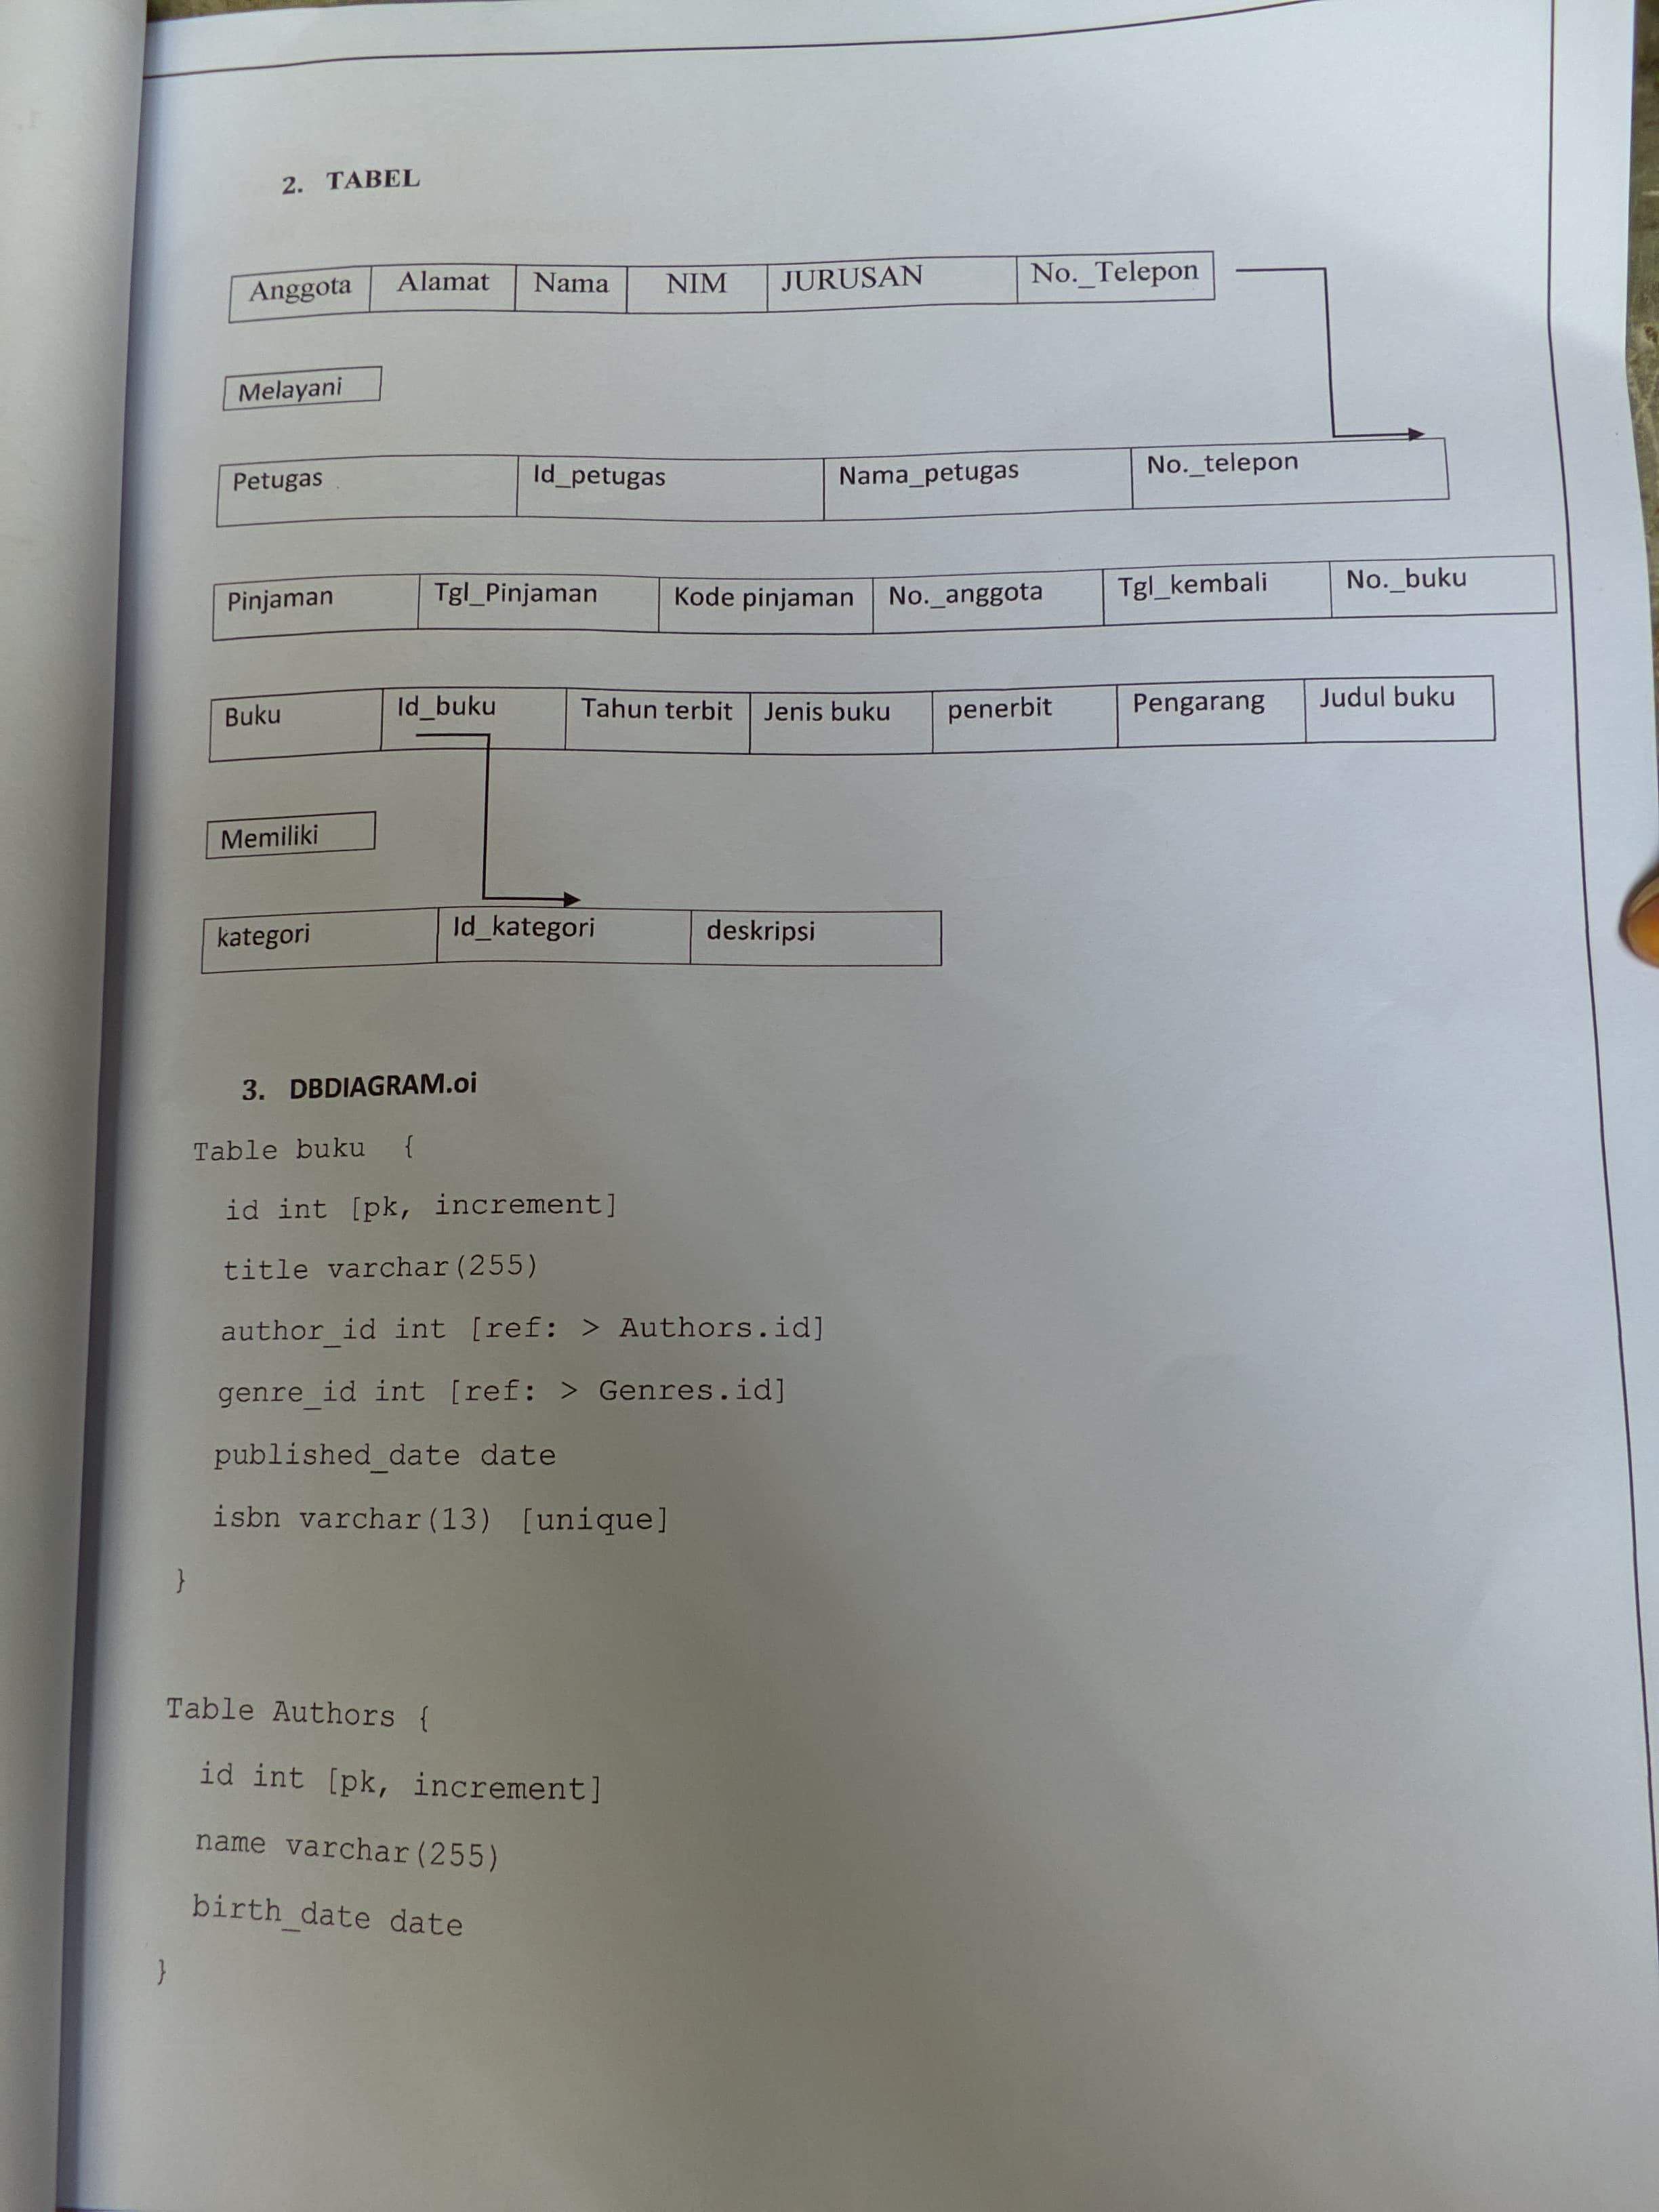 2. TABEL
Anggota Alamat Nama NIM JURUSAN No._Telepon
Melayani
Petugas Id_petugas Nama_petugas No._telepon
Pinjaman Tgl_Pinjaman Kode pinjaman No._anggota Tgl_kembali No._buku
Buku Id_buku Tahun terbit Jenis buku penerbit Pengarang Judul buku
Memiliki
kategori Id_kategori deskripsi
3. DBDIAGRAM.oi
Table buku {
id int [pk, increment]
title varchar(255)
author_id int [ref: > Authors.id]
genre_id int [ref: > Genres.id]
published_date date
isbn varchar(13) [unique]
}
Table Authors {
id int [pk, increment]
name varchar(255)
birth_date date
}